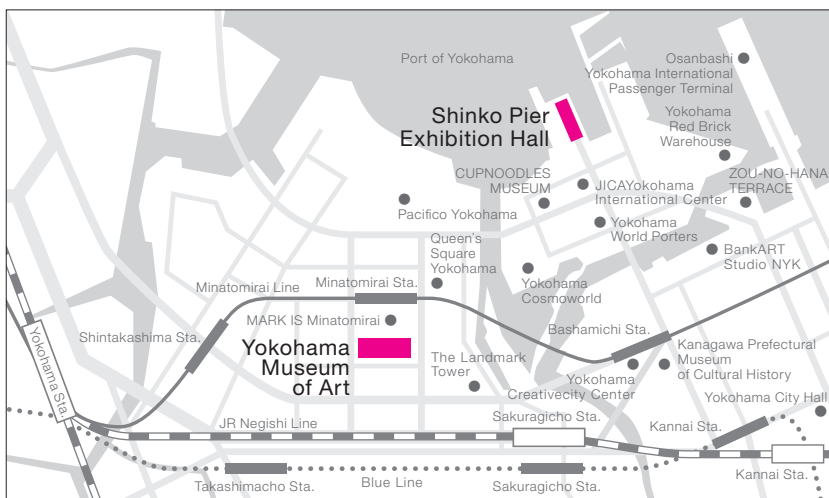 Port of Yokohama
Osanbashi
Yokohama International
Passenger Terminal
Shinko Pier
Exhibition Hall
Yokohama
Red Brick
Warehouse
CUPNOODLES
MUSEUM
JICAYokohama
International Center
ZOU-NO-HANA
TERRACE
Pacifico Yokohama
Yokohama
World Porters
Queen's
Square
Yokohama
BankART
Studio NYK
Minatomirai Line
Minatomirai Sta.
Yokohama
Cosmoworld
Shintakashima Sta.
MARK IS Minatomirai
Bashamichi Sta.
Yokohama Sta.
Yokohama
Museum
of Art
The Landmark
Tower
Yokohama
Creativecity Center
Kanagawa Prefectural
Museum
of Cultural History
Yokohama City Hall
JR Negishi Line
Sakuragicho Sta.
Kannai Sta.
Takashimacho Sta.
Blue Line
Sakuragicho Sta.
Kannai Sta.